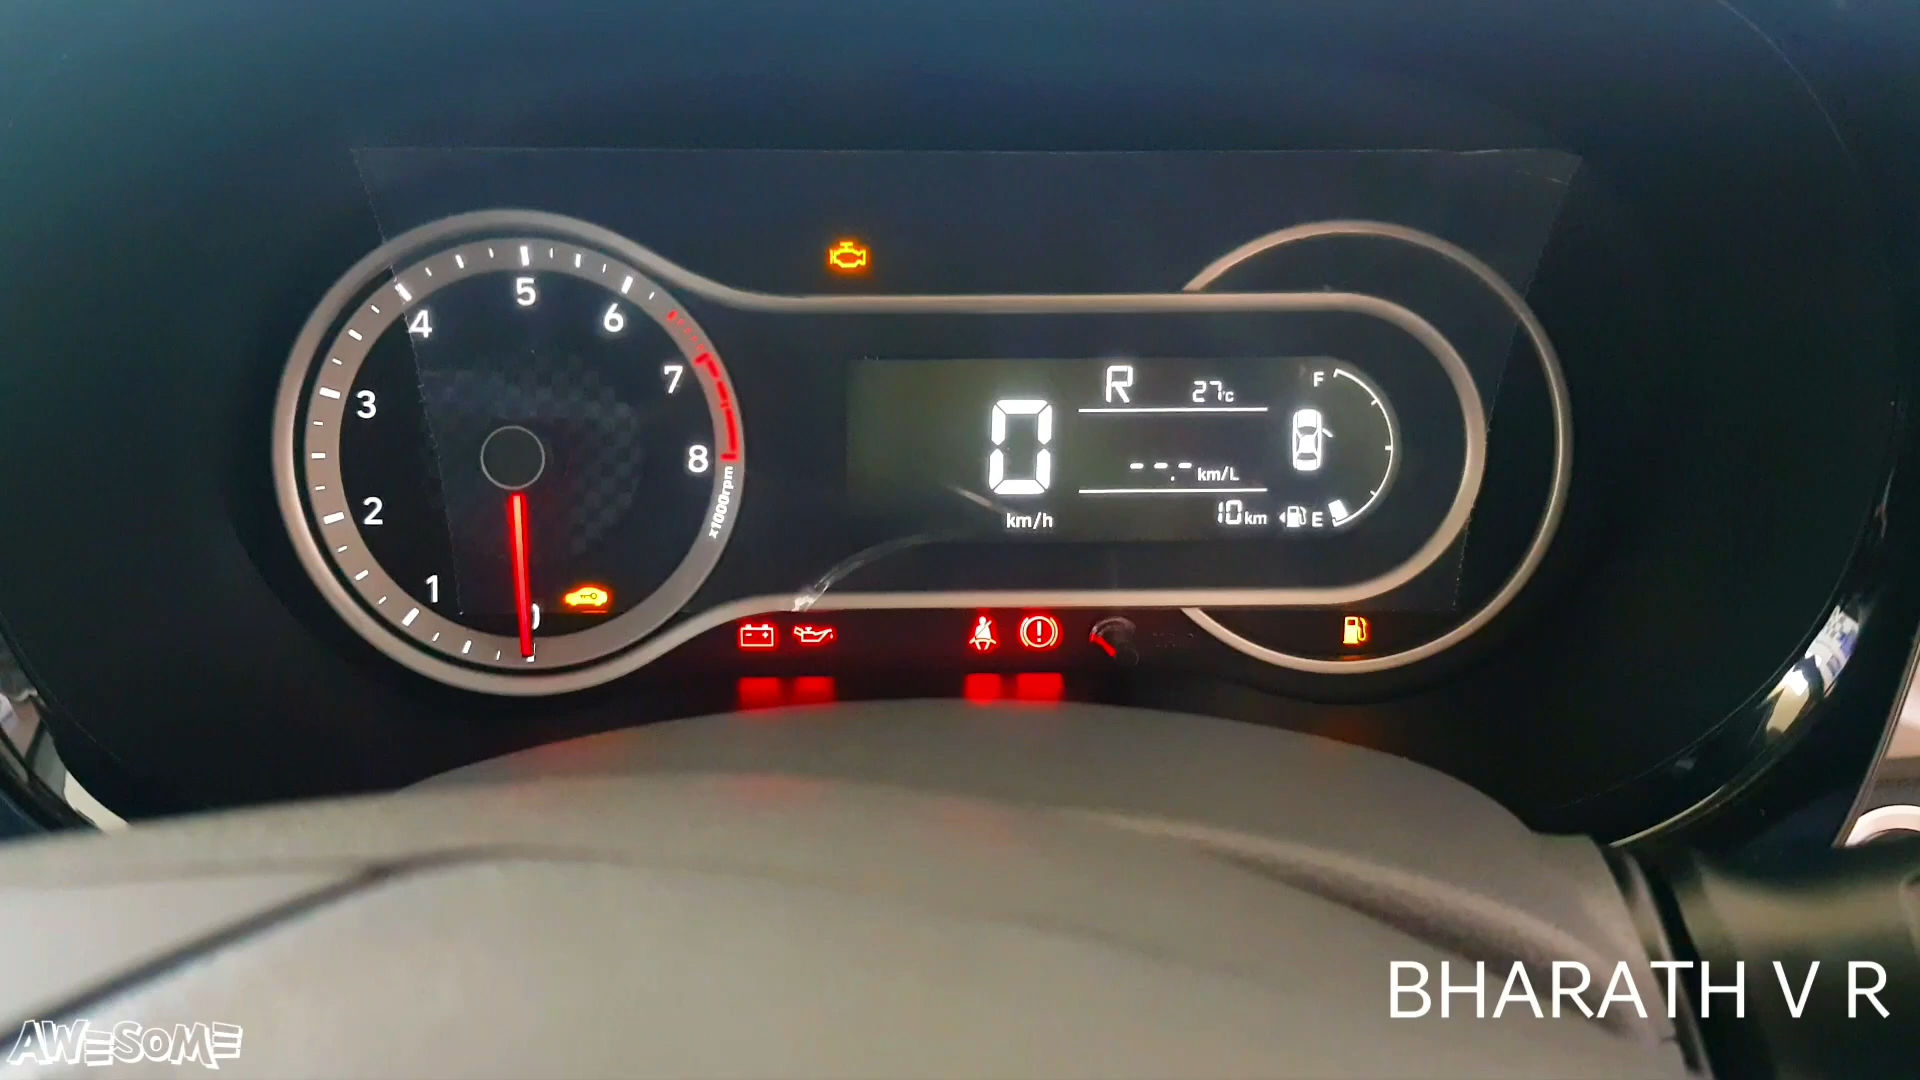 5
4
6
3
7
8
2
x1000rpm
1
0
R 27°C
F
0
--.- km/L
km/h
10km
E
BHARATH V R
AWESOME